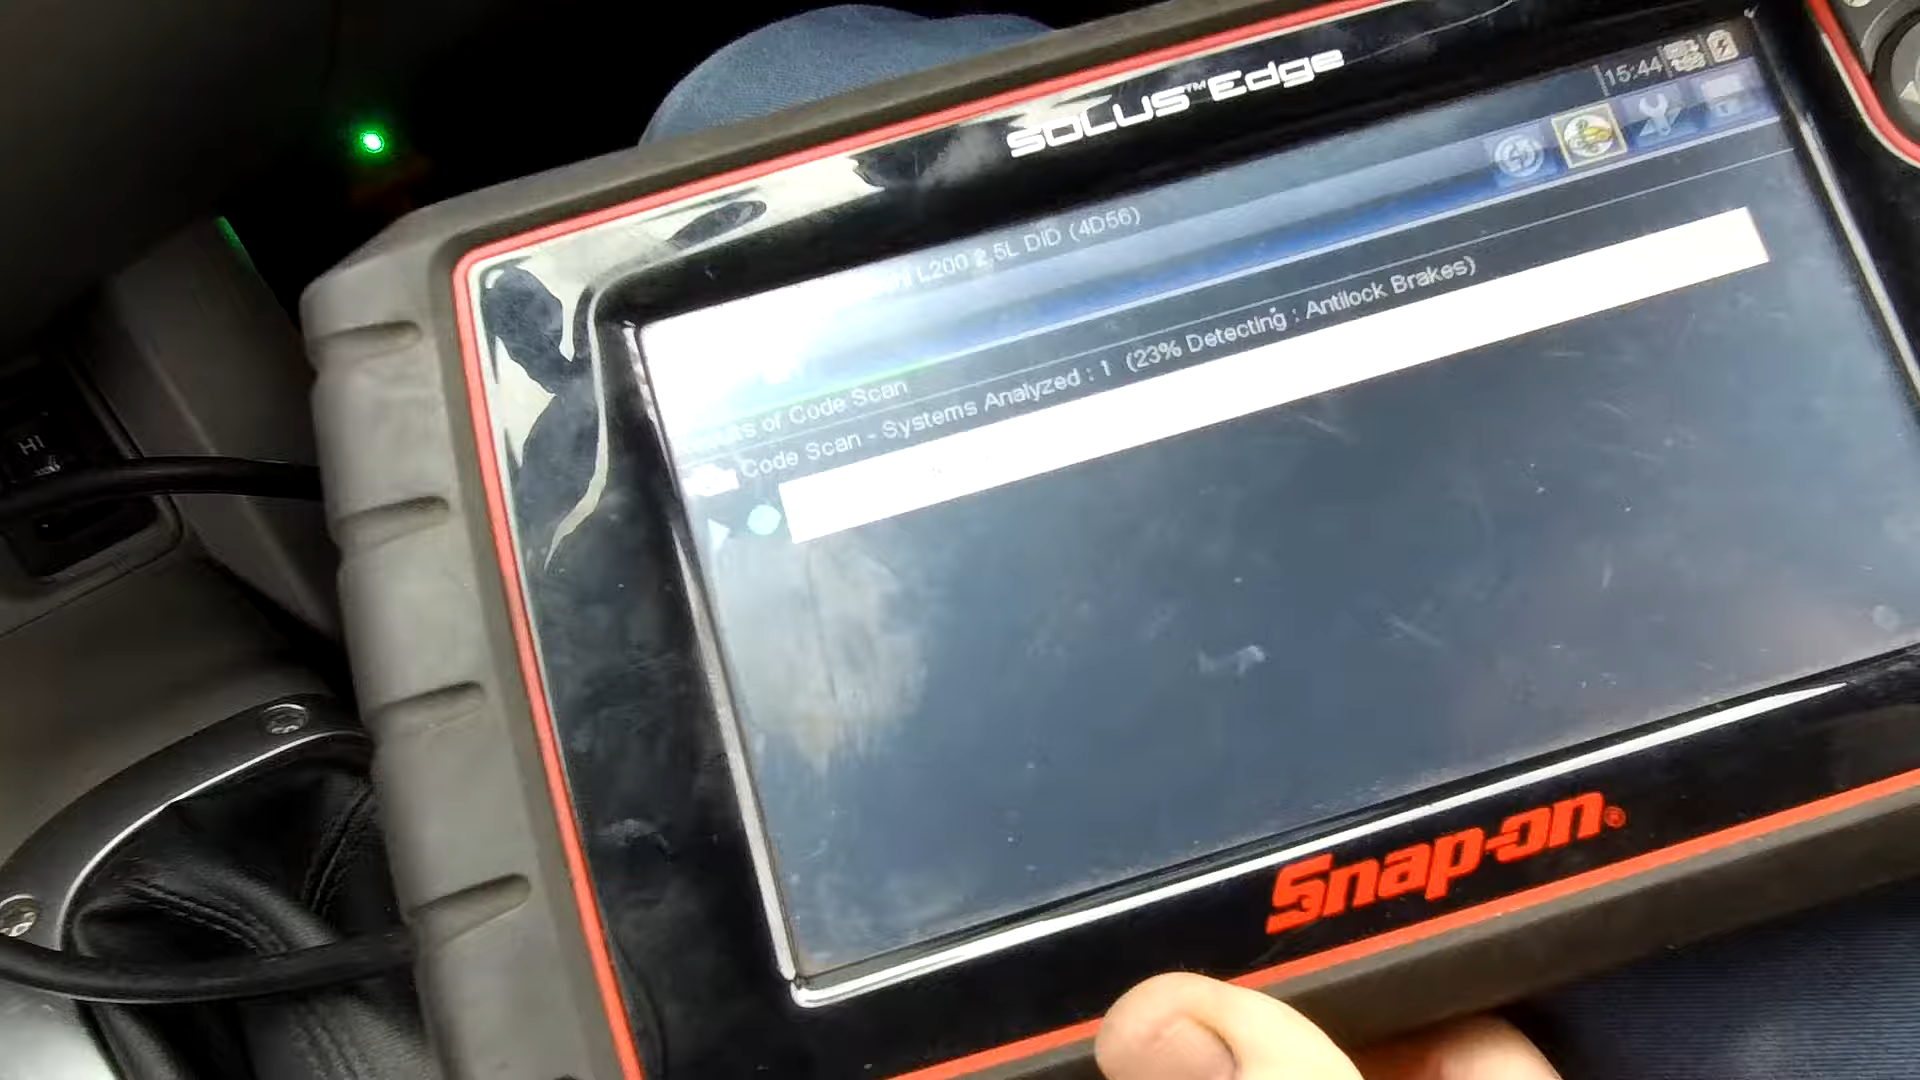 SOLUS™Edge
15:44
L200 2.5L DID (4D56)
of Code Scan
Code Scan - Systems Analyzed : 1 (23% Detecting : Antilock Brakes)
HI
Snap-on®